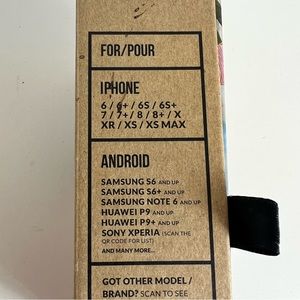 FOR/POUR
IPHONE
6 / 6+ / 6S / 6S+
7 / 7+ / 8 / 8+ / X
XR / XS / XS MAX
ANDROID
SAMSUNG S6 AND UP
SAMSUNG S6+ AND UP
SAMSUNG NOTE 6 AND UP
HUAWEI P9 AND UP
HUAWEI P9+ AND UP
SONY XPERIA (SCAN THE
QR CODE FOR LIST)
AND MANY MORE...
GOT OTHER MODEL /
BRAND? SCAN TO SEE